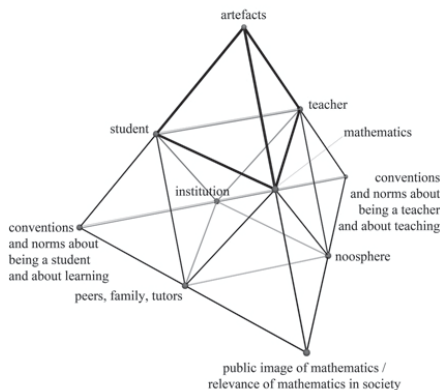 artefacts
teacher
student
mathematics
institution
conventions
and norms about
being a teacher
and about teaching
conventions
and norms about
being a student
and about learning
noosphere
peers, family, tutors
public image of mathematics /
relevance of mathematics in society